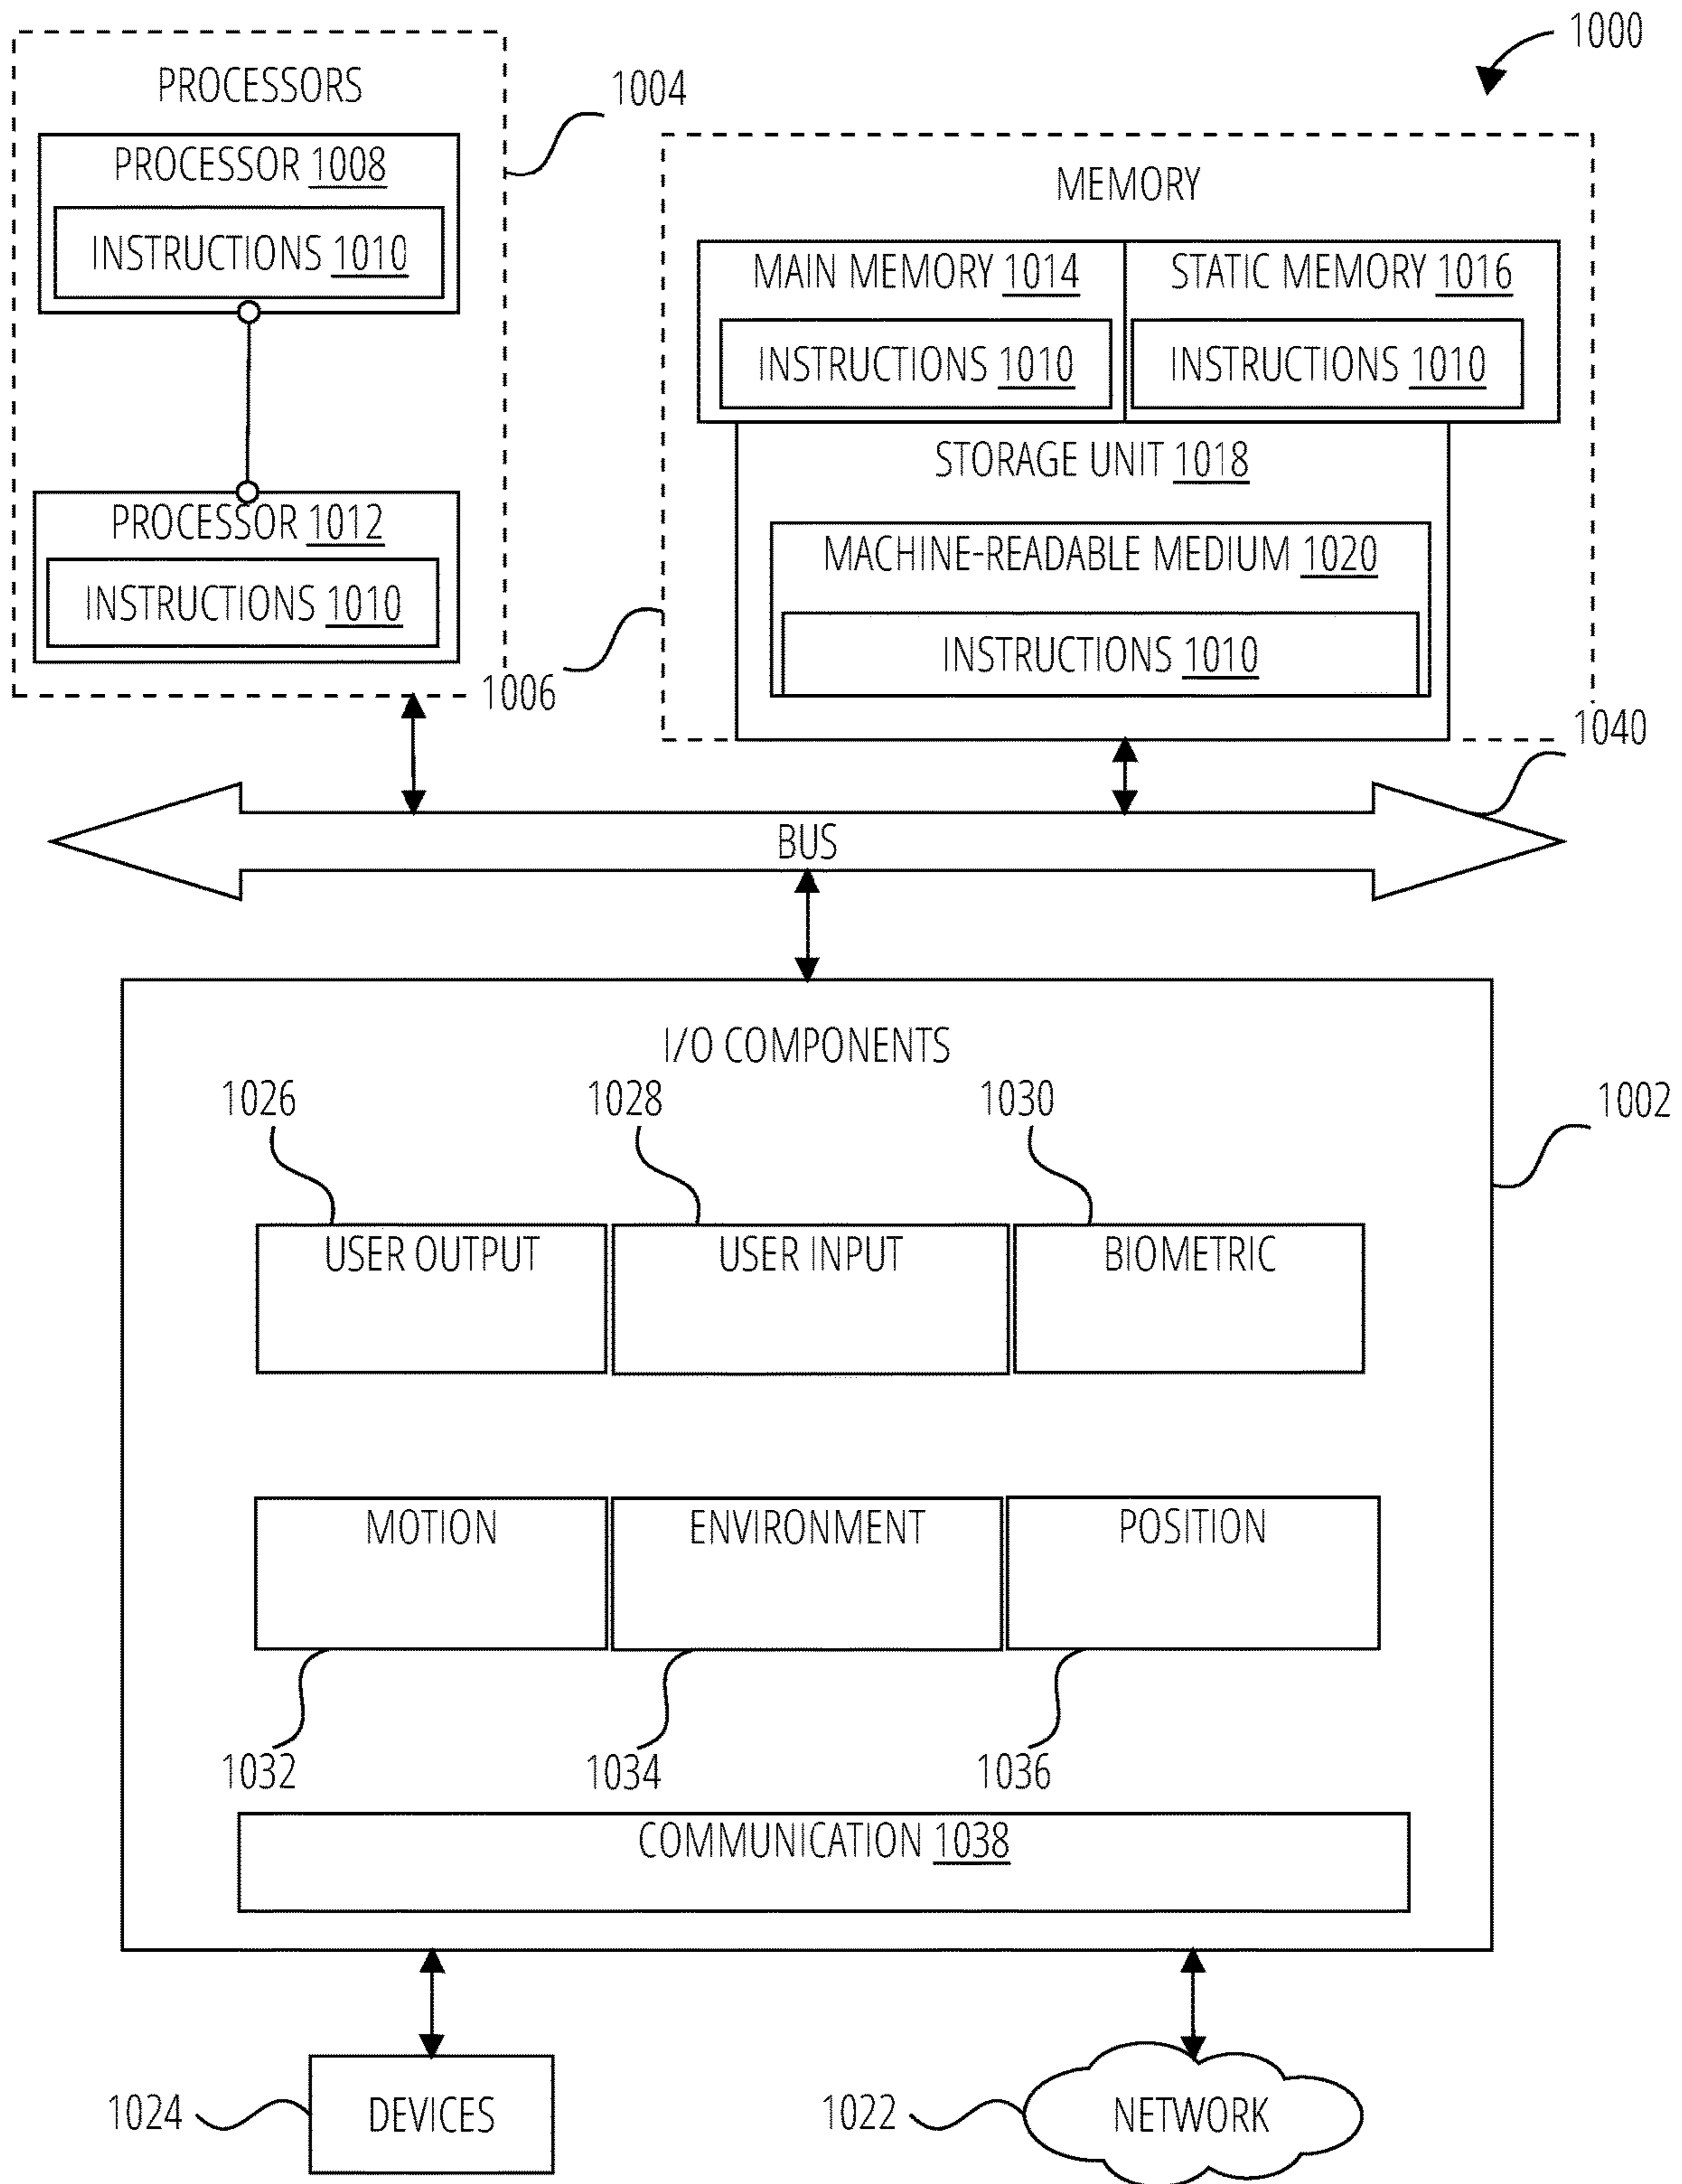 1000
PROCESSORS
1004
PROCESSOR 1008
INSTRUCTIONS 1010
PROCESSOR 1012
INSTRUCTIONS 1010
MEMORY
MAIN MEMORY 1014
INSTRUCTIONS 1010
STATIC MEMORY 1016
INSTRUCTIONS 1010
STORAGE UNIT 1018
MACHINE-READABLE MEDIUM 1020
INSTRUCTIONS 1010
1006
1040
BUS
I/O COMPONENTS
1002
1026
1028
1030
USER OUTPUT
USER INPUT
BIOMETRIC
MOTION
ENVIRONMENT
POSITION
1032
1034
1036
COMMUNICATION 1038
1024
DEVICES
1022
NETWORK